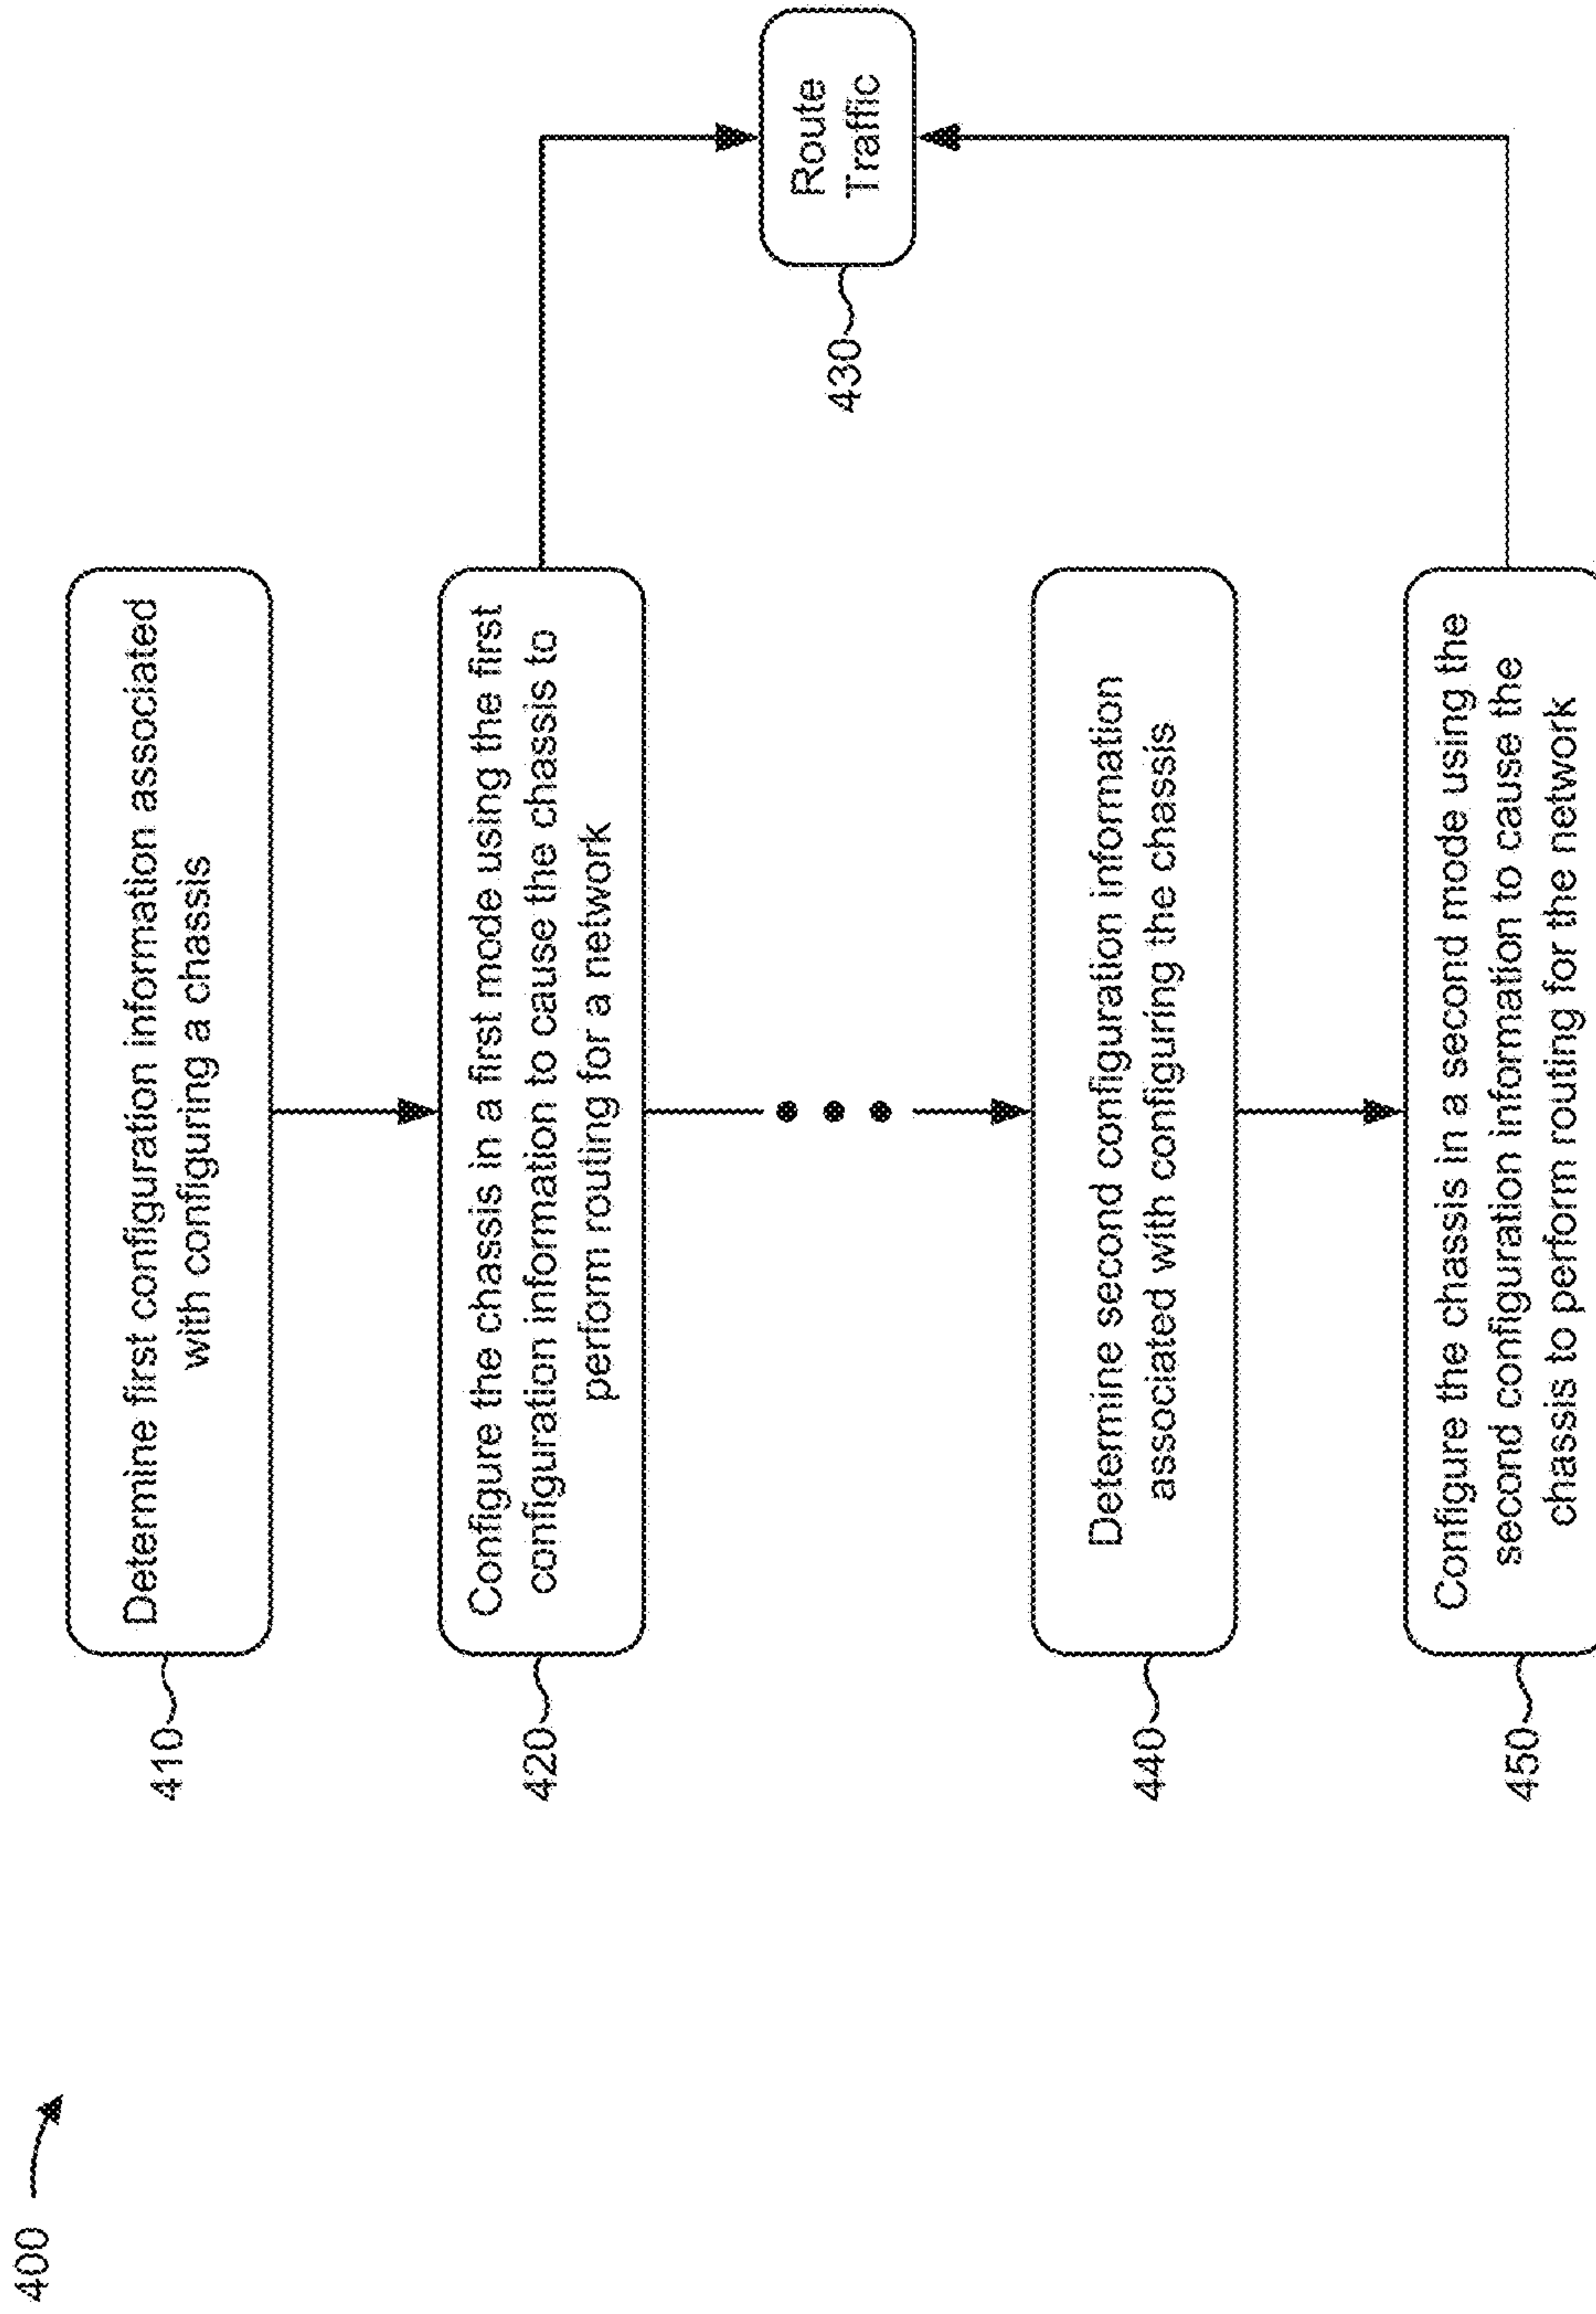 400
410
Determine first configuration information associated
with configuring a chassis
420
Configure the chassis in a first mode using the first
configuration information to cause the chassis to
perform routing for a network
430
Route
Traffic
440
Determine second configuration information
associated with configuring the chassis
450
Configure the chassis in a second mode using the
second configuration information to cause the
chassis to perform routing for the network